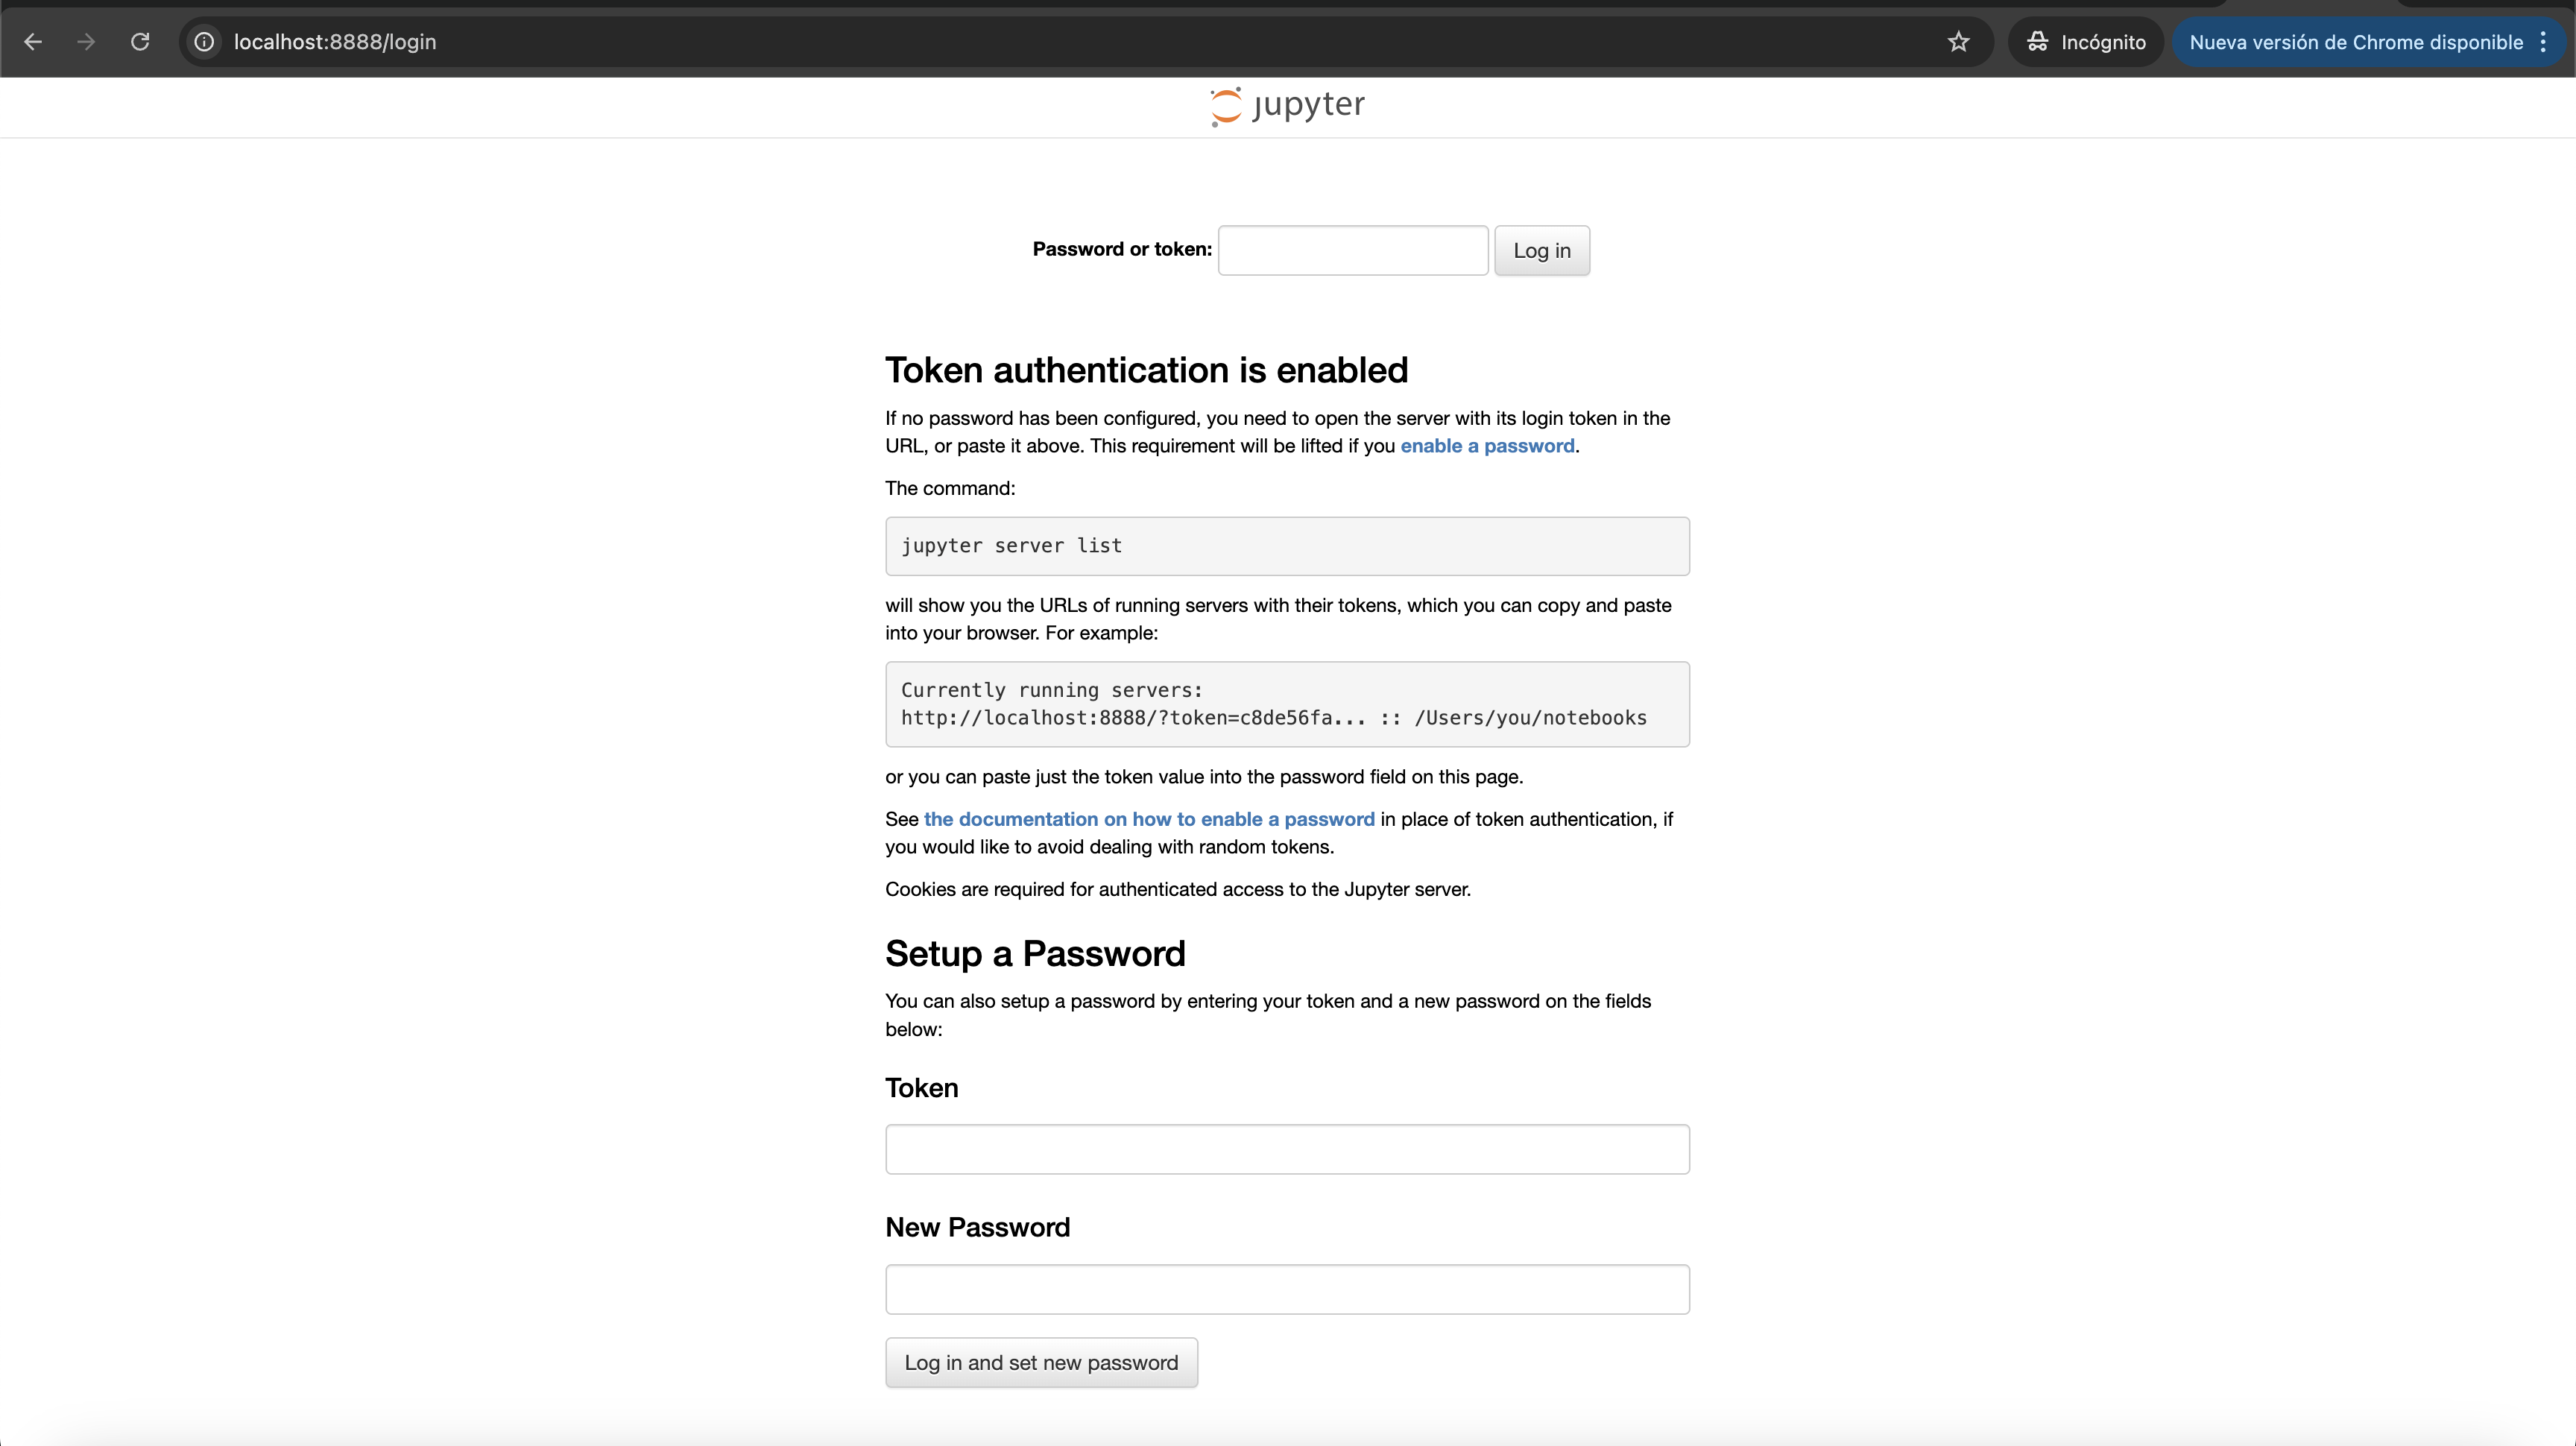 localhost:8888/login
Incógnito
Nueva versión de Chrome disponible
jupyter
Password or token:
Log in
Token authentication is enabled
If no password has been configured, you need to open the server with its login token in the
URL, or paste it above. This requirement will be lifted if you enable a password.
The command:
jupyter server list
will show you the URLs of running servers with their tokens, which you can copy and paste
into your browser. For example:
Currently running servers:
http://localhost:8888/?token=c8de56fa... :: /Users/you/notebooks
or you can paste just the token value into the password field on this page.
See the documentation on how to enable a password in place of token authentication, if
you would like to avoid dealing with random tokens.
Cookies are required for authenticated access to the Jupyter server.
Setup a Password
You can also setup a password by entering your token and a new password on the fields
below:
Token
New Password
Log in and set new password